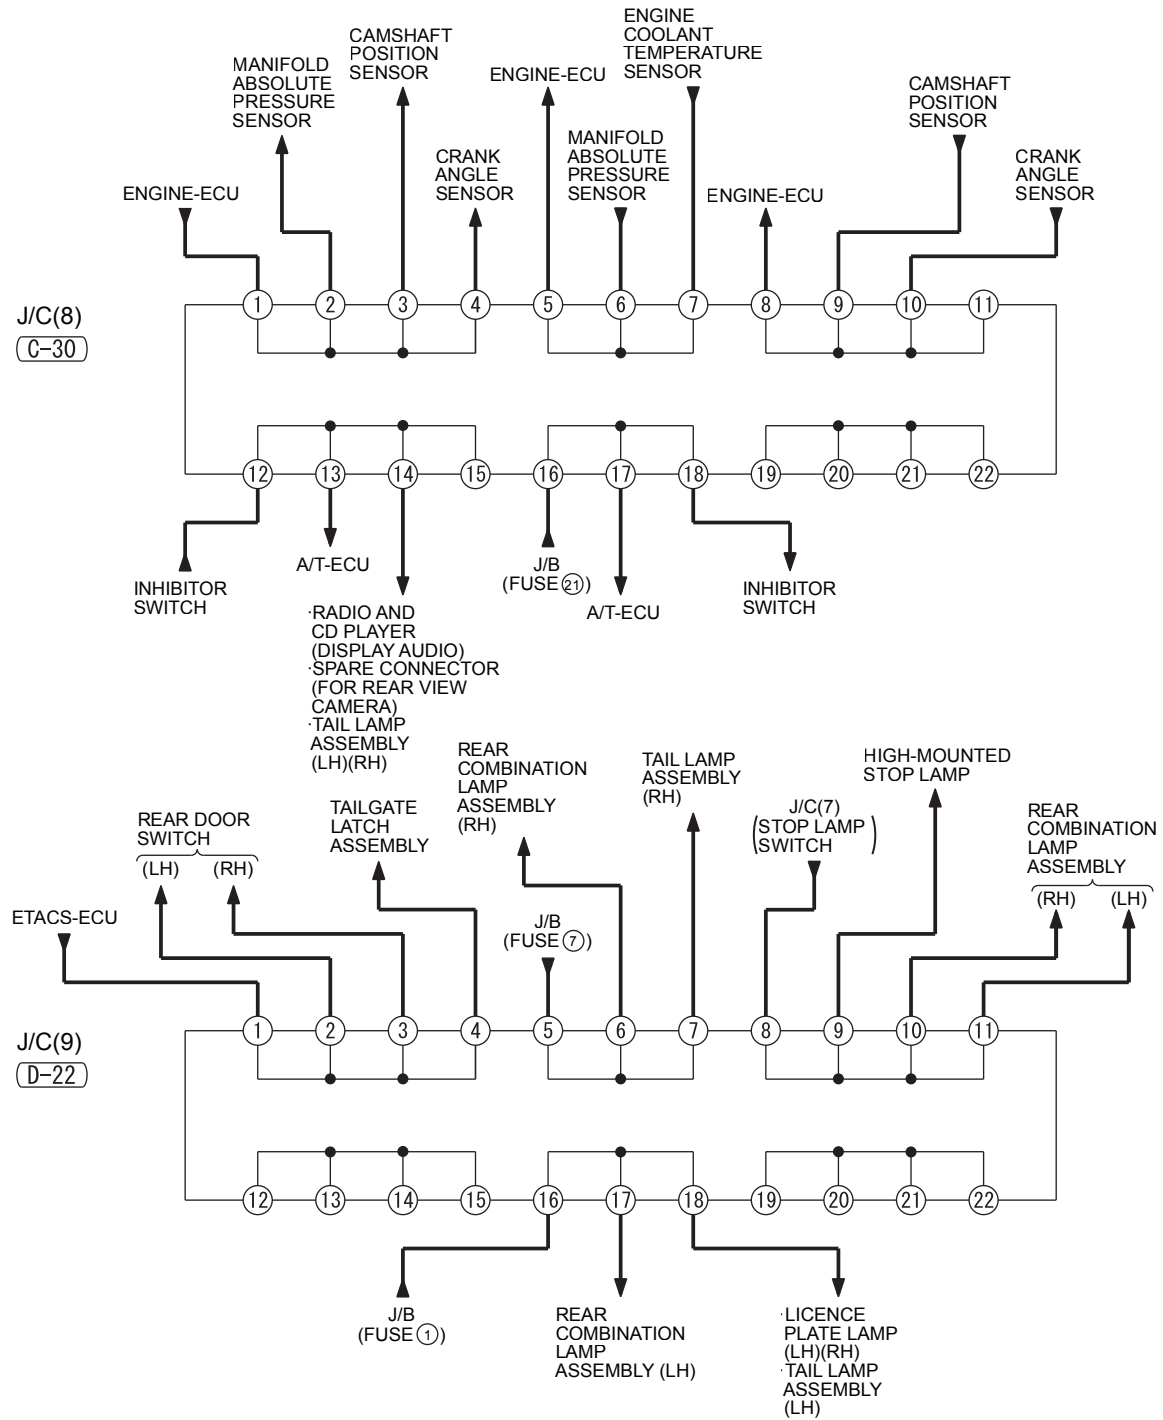 CAMSHAFT
POSITION
SENSOR
ENGINE
COOLANT
TEMPERATURE
SENSOR
MANIFOLD
ABSOLUTE
PRESSURE
SENSOR
ENGINE-ECU
CAMSHAFT
POSITION
SENSOR
CRANK
ANGLE
SENSOR
MANIFOLD
ABSOLUTE
PRESSURE
SENSOR
CRANK
ANGLE
SENSOR
ENGINE-ECU
ENGINE-ECU
J/C(8)
C-30
1 2 3 4 5 6 7 8 9 10 11
12 13 14 15 16 17 18 19 20 21 22
INHIBITOR
SWITCH
A/T-ECU
·RADIO AND
CD PLAYER
(DISPLAY AUDIO)
·SPARE CONNECTOR
(FOR REAR VIEW
CAMERA)
·TAIL LAMP
ASSEMBLY
(LH)(RH)
J/B
(FUSE 21)
A/T-ECU
INHIBITOR
SWITCH
REAR DOOR
SWITCH
(LH) (RH)
ETACS-ECU
TAILGATE
LATCH
ASSEMBLY
REAR
COMBINATION
LAMP
ASSEMBLY
(RH)
J/B
(FUSE 7)
TAIL LAMP
ASSEMBLY
(RH)
J/C(7)
(STOP LAMP
SWITCH)
HIGH-MOUNTED
STOP LAMP
REAR
COMBINATION
LAMP
ASSEMBLY
(RH) (LH)
J/C(9)
D-22
1 2 3 4 5 6 7 8 9 10 11
12 13 14 15 16 17 18 19 20 21 22
J/B
(FUSE 1)
REAR
COMBINATION
LAMP
ASSEMBLY (LH)
·LICENCE
PLATE LAMP
(LH)(RH)
·TAIL LAMP
ASSEMBLY
(LH)